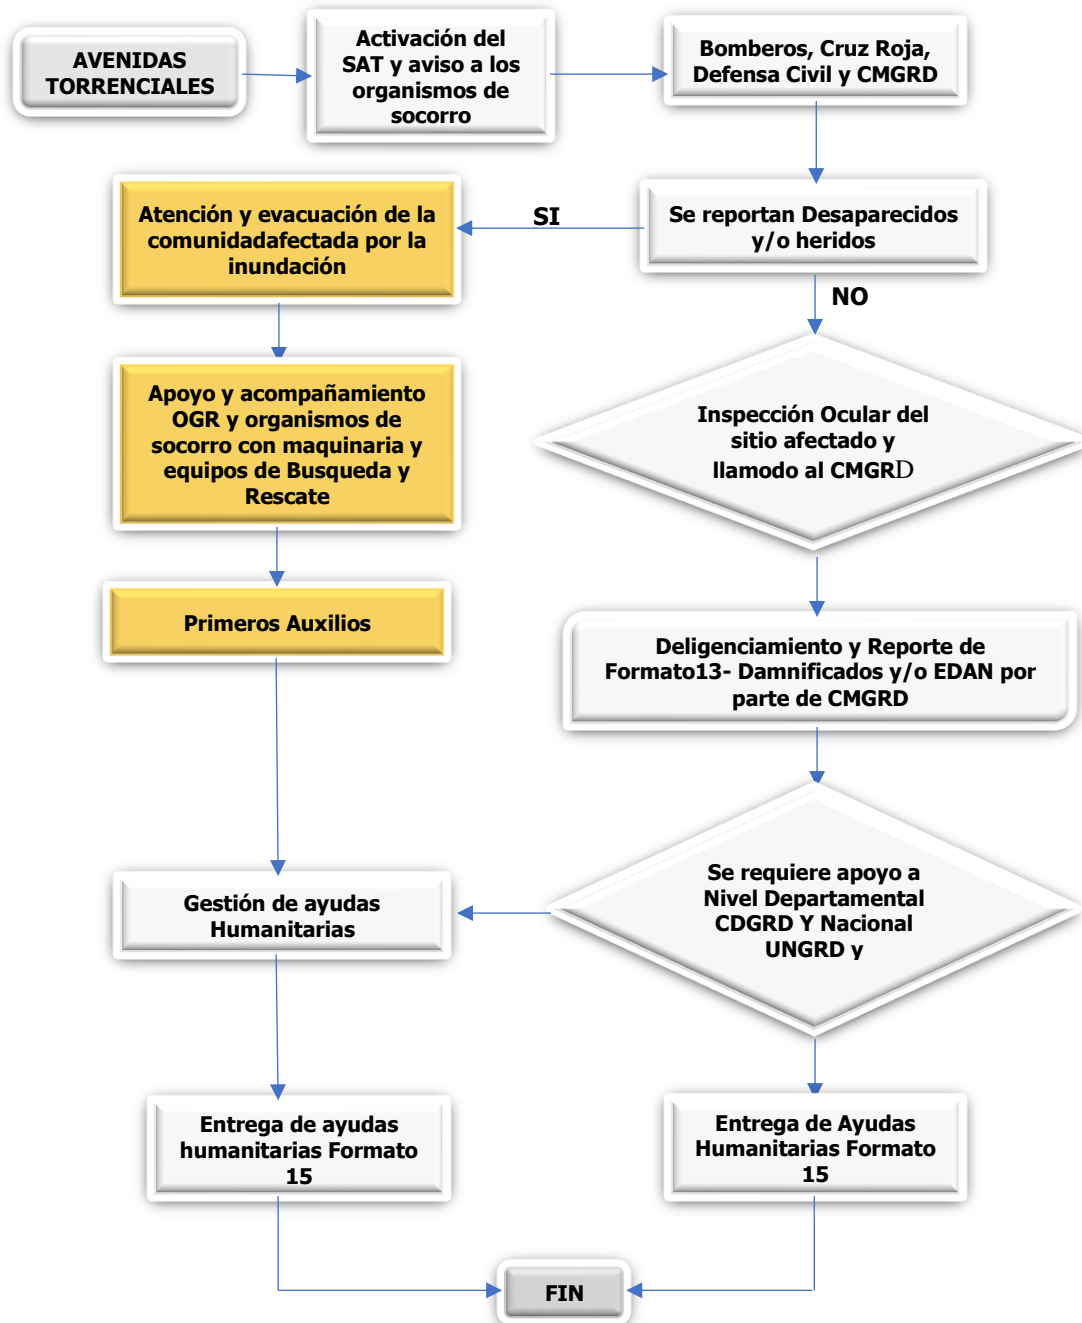 AVENIDAS
TORRENCIALES
Activación del
SAT y aviso a los
organismos de
socorro
Bomberos, Cruz Roja,
Defensa Civil y CMGRD
Atención y evacuación de la
comunidadafectada por la
inundación
SI
Se reportan Desaparecidos
y/o heridos
NO
Apoyo y acompañamiento
OGR y organismos de
socorro con maquinaria y
equipos de Busqueda y
Rescate
Inspección Ocular del
sitio afectado y
llamodo al CMGRD
Primeros Auxilios
Deligenciamiento y Reporte de
Formato13- Damnificados y/o EDAN por
parte de CMGRD
Gestión de ayudas
Humanitarias
Se requiere apoyo a
Nivel Departamental
CDGRD Y Nacional
UNGRD y
Entrega de ayudas
humanitarias Formato
15
Entrega de Ayudas
Humanitarias Formato
15
FIN